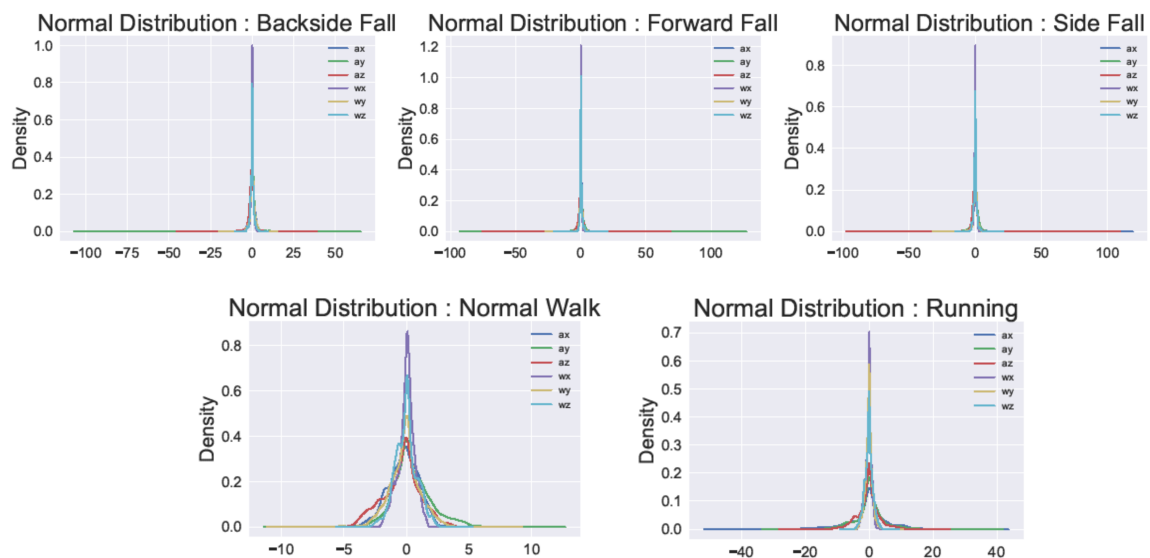 Normal Distribution : Backside Fall
Density
1.0
0.8
0.6
0.4
0.2
0.0
−100 −75 −50 −25 0 25 50
ax
ay
az
wx
wy
wz
Normal Distribution : Forward Fall
Density
1.2
1.0
0.8
0.6
0.4
0.2
0.0
−100 −50 0 50 100
ax
ay
az
wx
wy
wz
Normal Distribution : Side Fall
Density
0.8
0.6
0.4
0.2
0.0
−100 −50 0 50 100
ax
ay
az
wx
wy
wz
Normal Distribution : Normal Walk
Density
0.8
0.6
0.4
0.2
0.0
−10 −5 0 5 10
ax
ay
az
wx
wy
wz
Normal Distribution : Running
Density
0.7
0.6
0.5
0.4
0.3
0.2
0.1
0.0
−40 −20 0 20 40
ax
ay
az
wx
wy
wz